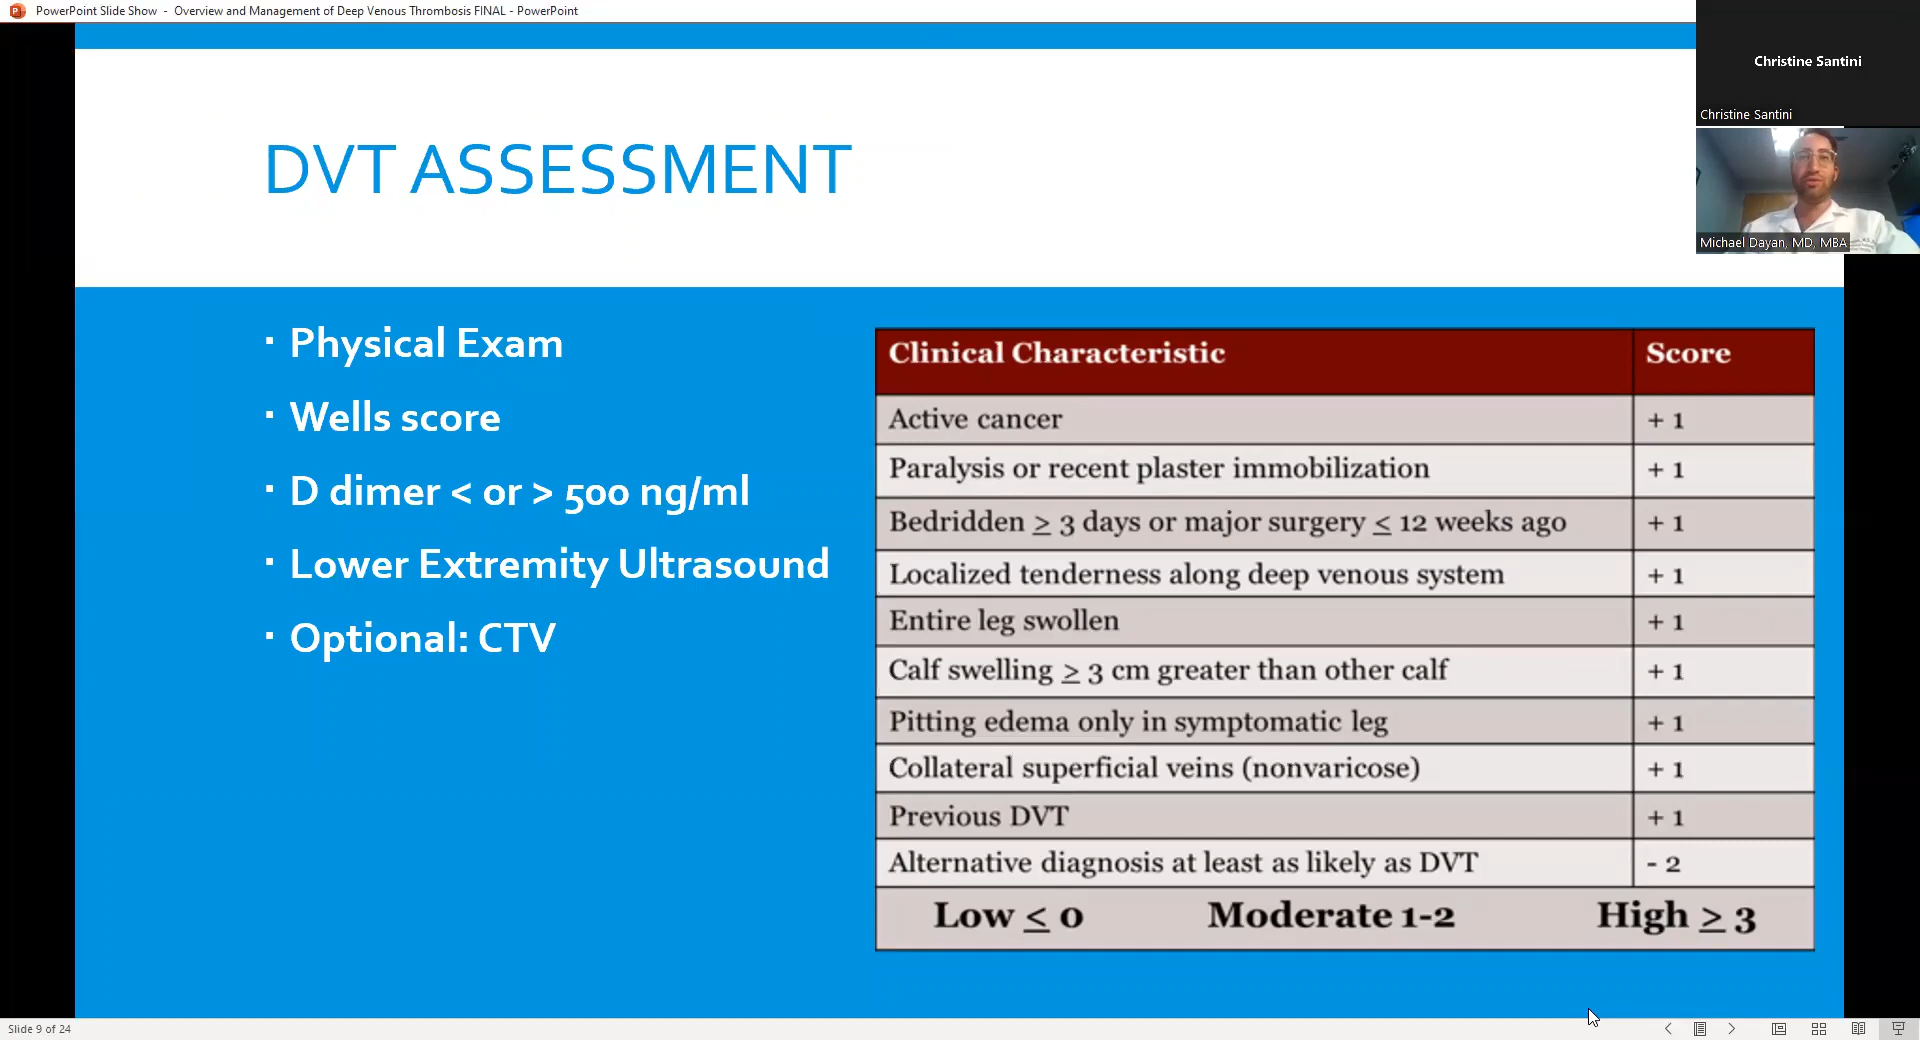 PowerPoint Slide Show - Overview and Management of Deep Venous Thrombosis FINAL - PowerPoint
Christine Santini
Christine Santini
Michael Dayan, MD, MBA
DVT ASSESSMENT
▪ Physical Exam
▪ Wells score
▪ D dimer < or > 500 ng/ml
▪ Lower Extremity Ultrasound
▪ Optional: CTV
Clinical Characteristic Score
Active cancer + 1
Paralysis or recent plaster immobilization + 1
Bedridden ≥ 3 days or major surgery ≤ 12 weeks ago + 1
Localized tenderness along deep venous system + 1
Entire leg swollen + 1
Calf swelling ≥ 3 cm greater than other calf + 1
Pitting edema only in symptomatic leg + 1
Collateral superficial veins (nonvaricose) + 1
Previous DVT + 1
Alternative diagnosis at least as likely as DVT - 2
Low ≤ 0 Moderate 1-2 High ≥ 3
Slide 9 of 24